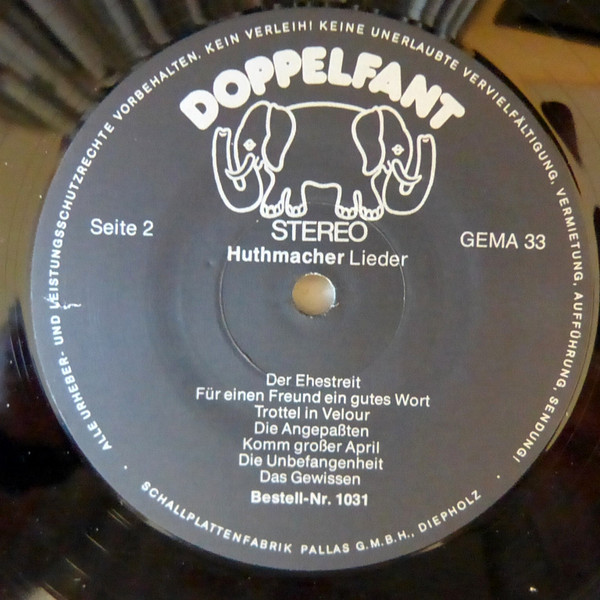 ALLE URHEBER- UND LEISTUNGSSCHUTZRECHTE VORBEHALTEN. KEIN VERLEIH! KEINE UNERLAUBTE VERVIELFÄLTIGUNG, VERMIETUNG, AUFFÜHRUNG, SENDUNG!
DOPPELFANT
STEREO
Seite 2
GEMA 33
Huthmacher Lieder
Der Ehestreit
Für einen Freund ein gutes Wort
Trottel in Velour
Die Angepaßten
Komm großer April
Die Unbefangenheit
Das Gewissen
Bestell-Nr. 1031
· SCHALLPLATTENFABRIK PALLAS G.M.B.H., DIEPHOLZ ·